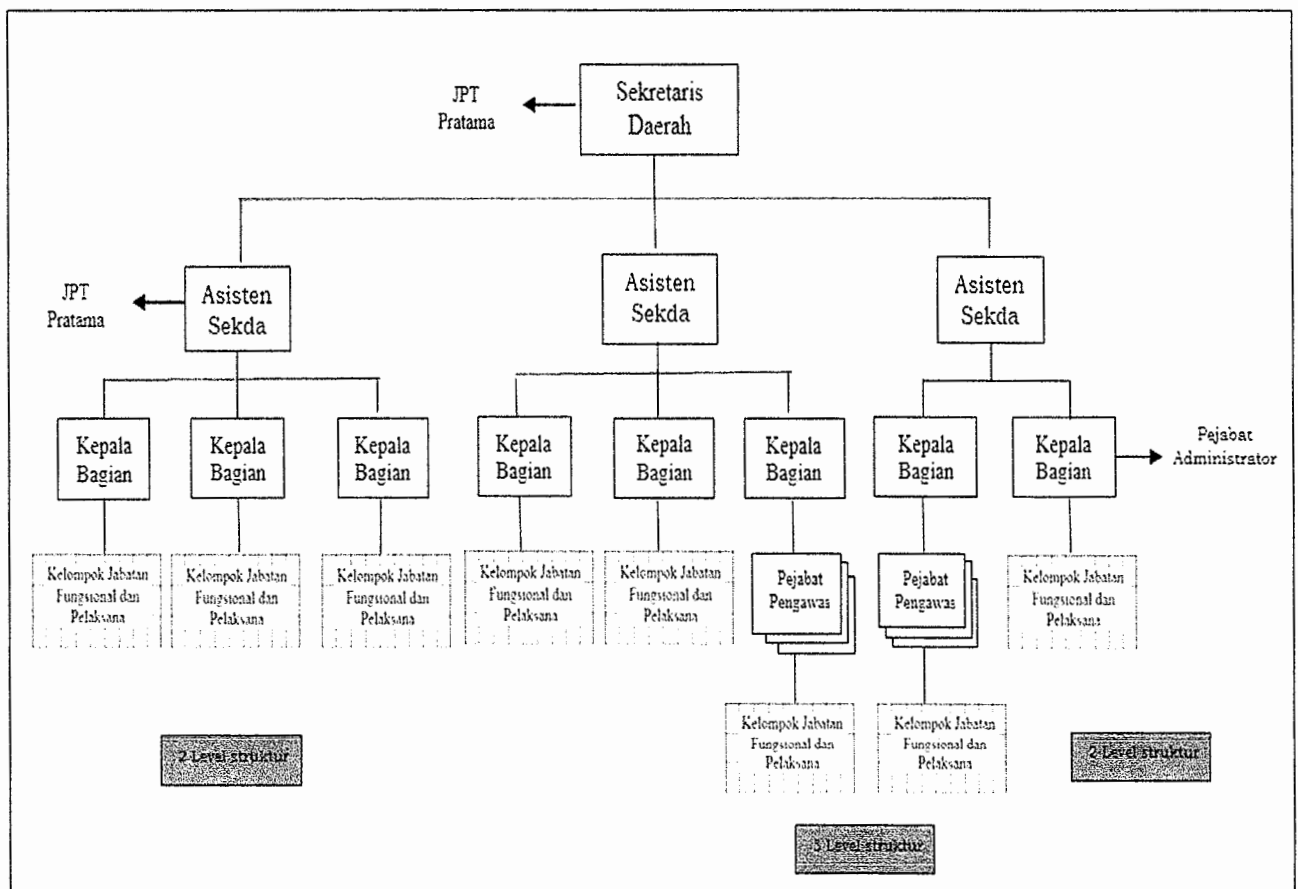 JPT
Pratama
Sekretaris
Daerah
JPT
Pratama
Asisten
Sekda
Asisten
Sekda
Asisten
Sekda
Kepala
Bagian
Kepala
Bagian
Kepala
Bagian
Kepala
Bagian
Kepala
Bagian
Kepala
Bagian
Kepala
Bagian
Kepala
Bagian
Pejabat
Administrator
Kelompok Jabatan
Fungsional dan
Pelaksana
Kelompok Jabatan
Fungsional dan
Pelaksana
Kelompok Jabatan
Fungsional dan
Pelaksana
Kelompok Jabatan
Fungsional dan
Pelaksana
Kelompok Jabatan
Fungsional dan
Pelaksana
Pejabat
Pengawas
Pejabat
Pengawas
Kelompok Jabatan
Fungsional dan
Pelaksana
Kelompok Jabatan
Fungsional dan
Pelaksana
Kelompok Jabatan
Fungsional dan
Pelaksana
2 Level struktur
2 Level struktur
3 Level struktur